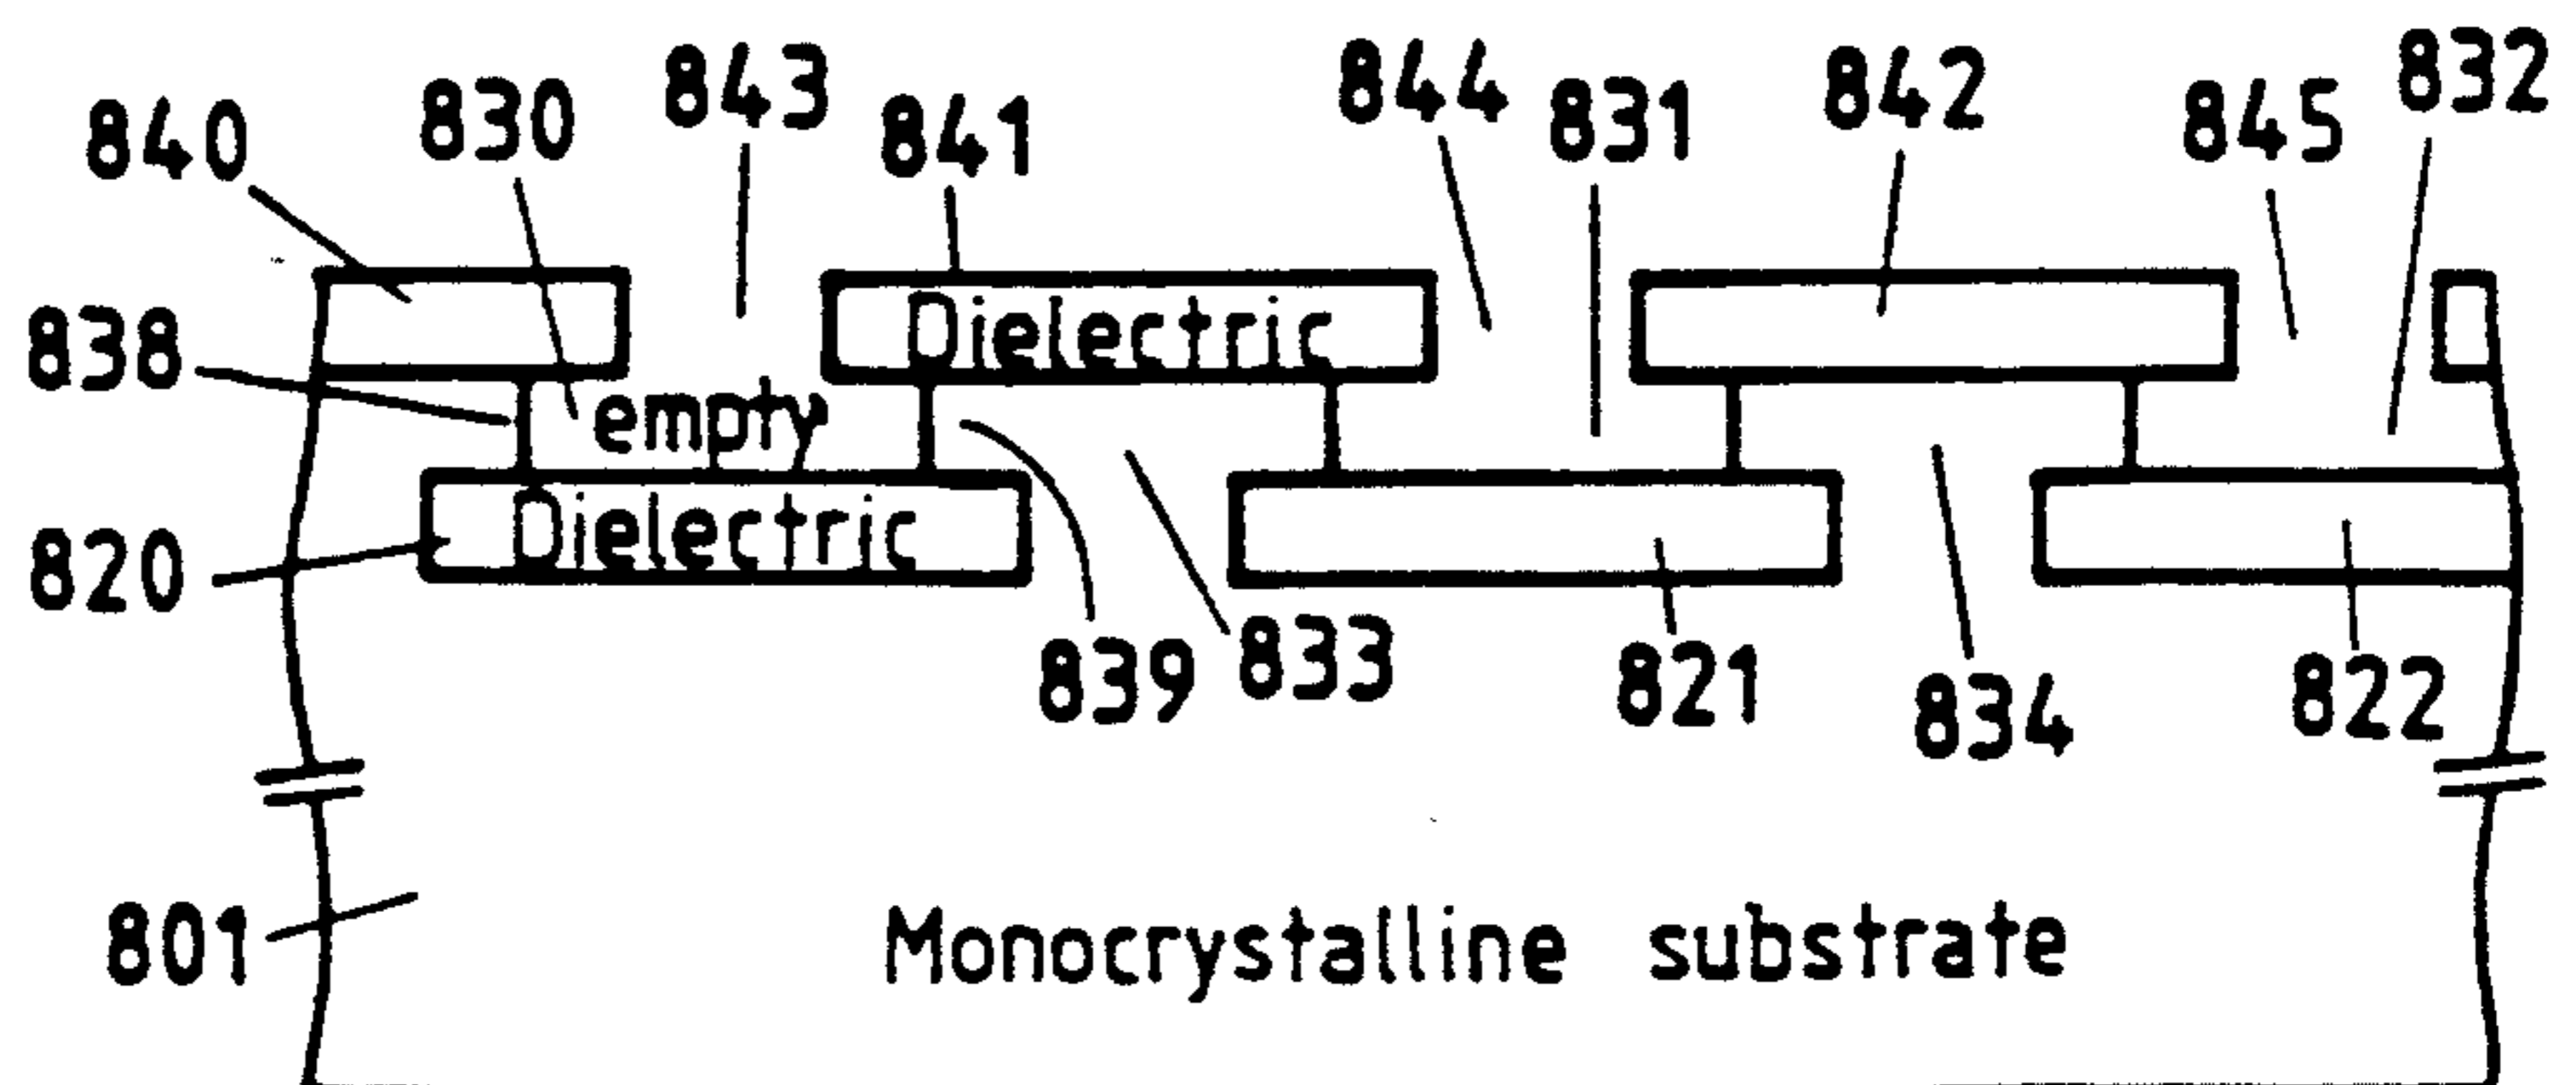 840 830 843 841 844 831 842 845 832
Dielectric
838
empty
820
Dielectric
839 833 821 834 822
801
Monocrystalline substrate